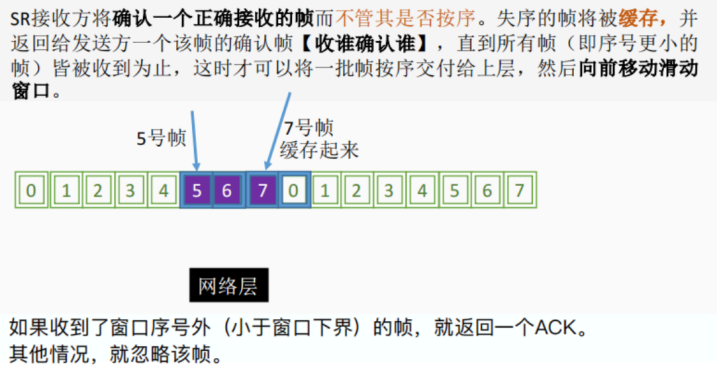 SR接收方将确认一个正确接收的帧而不管其是否按序。失序的帧将被缓存，并
返回给发送方一个该帧的确认帧【收谁确认谁】，直到所有帧（即序号更小的
帧）皆被收到为止，这时才可以将一批帧按序交付给上层，然后向前移动滑动
窗口。
5号帧
7号帧
缓存起来
0 1 2 3 4 5 6 7 0 1 2 3 4 5 6 7
网络层
如果收到了窗口序号外（小于窗口下界）的帧，就返回一个ACK。
其他情况，就忽略该帧。